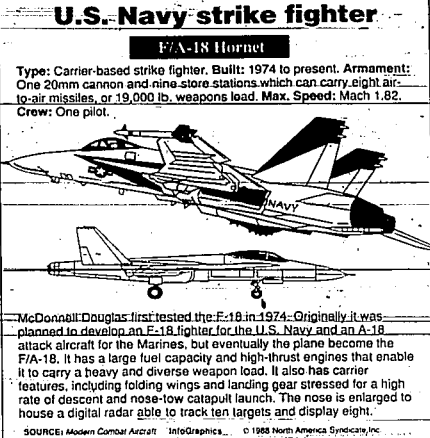 U.S. Navy strike fighter
F/A-18 Hornet
Type: Carrier-based strike fighter. Built: 1974 to present. Armament:
One 20mm cannon and nine store stations which can carry eight air-
to-air missiles, or 19,000 lb. weapons load. Max. Speed: Mach 1.82.
Crew: One pilot.
NAVY
McDonnell Douglas first tested the F-18 in 1974. Originally it was
planned to develop an F-18 fighter for the U.S. Navy and an A-18
attack aircraft for the Marines, but eventually the plane become the
F/A-18. It has a large fuel capacity and high-thrust engines that enable
it to carry a heavy and diverse weapon load. It also has carrier
features, including folding wings and landing gear stressed for a high
rate of descent and nose-tow catapult launch. The nose is enlarged to
house a digital radar able to track ten targets and display eight.
SOURCE: Modern Combat Aircraft InfoGraphics © 1988 North America Syndicate, Inc.